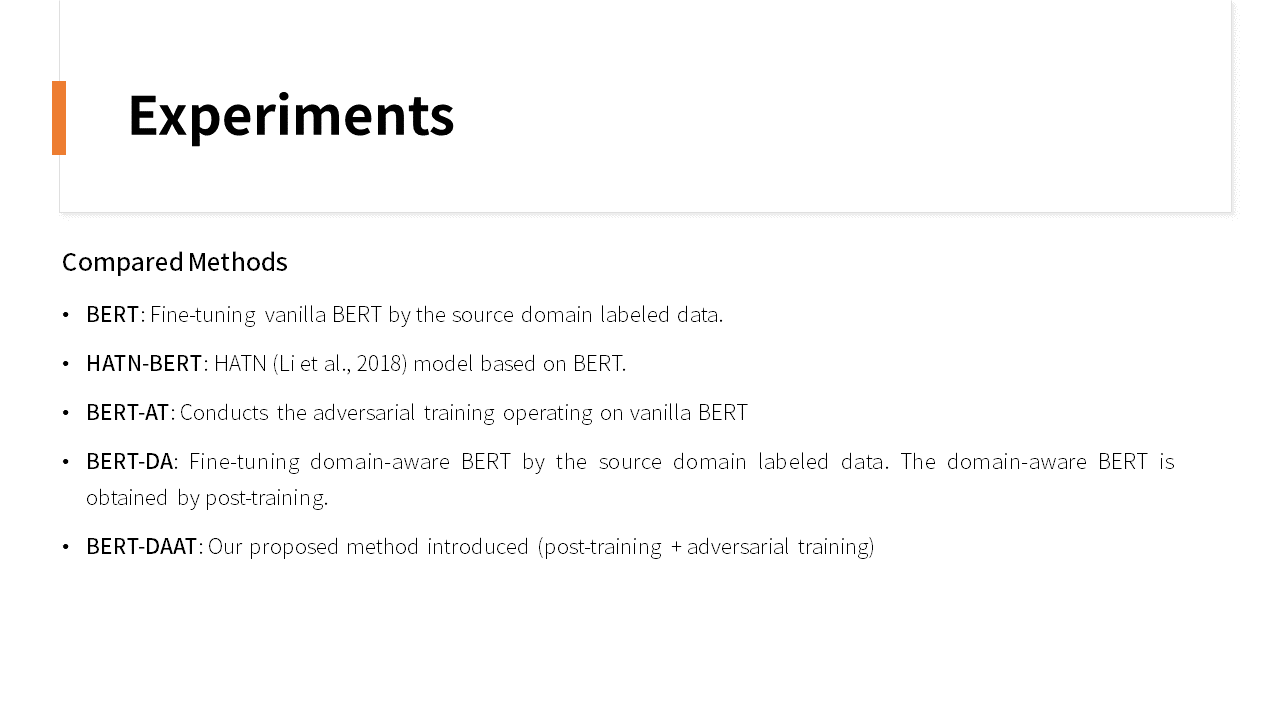 Experiments
Compared Methods
• BERT: Fine-tuning vanilla BERT by the source domain labeled data.
• HATN-BERT: HATN (Li et al., 2018) model based on BERT.
• BERT-AT: Conducts the adversarial training operating on vanilla BERT
• BERT-DA: Fine-tuning domain-aware BERT by the source domain labeled data. The domain-aware BERT is
obtained by post-training.
• BERT-DAAT: Our proposed method introduced (post-training + adversarial training)